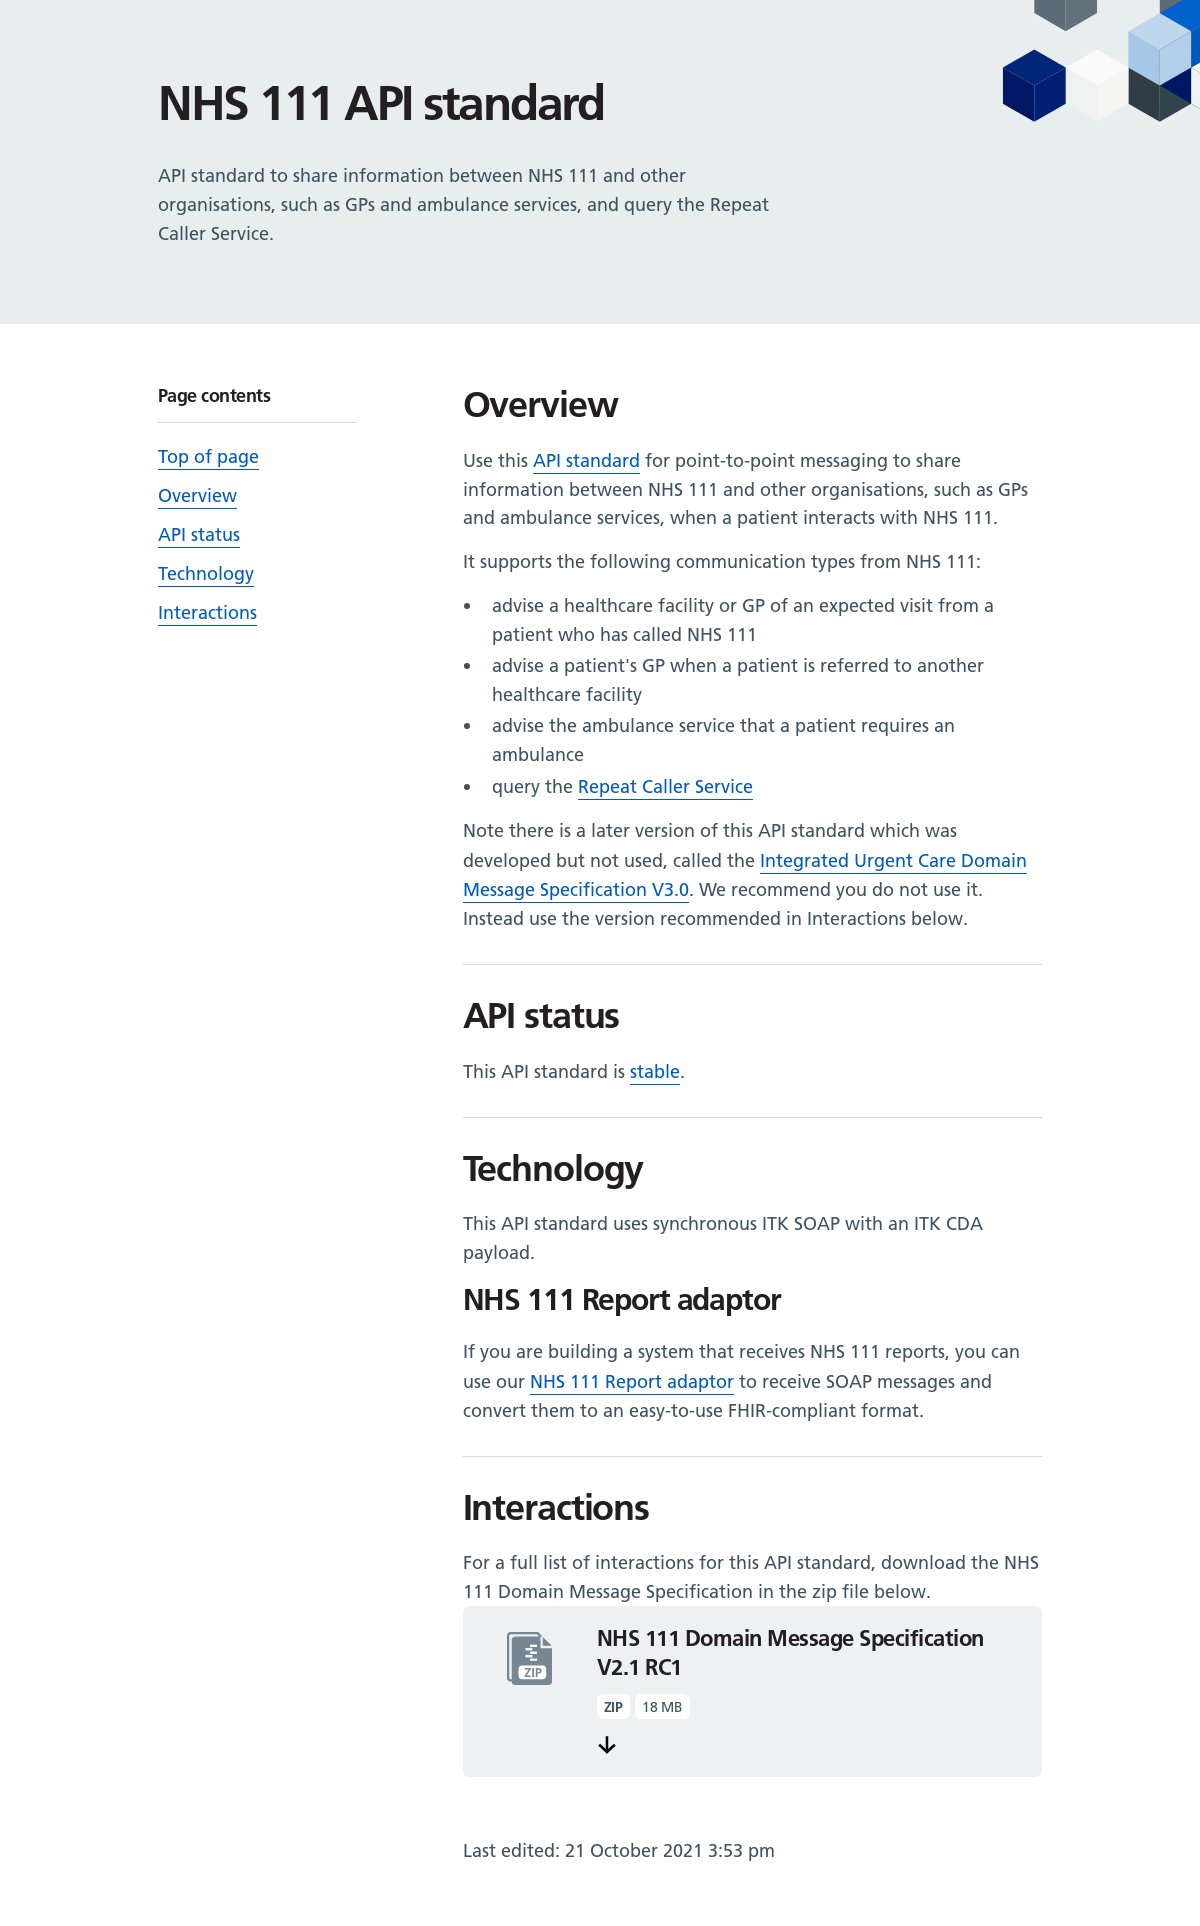 NHS 111 API standard
API standard to share information between NHS 111 and other
organisations, such as GPs and ambulance services, and query the Repeat
Caller Service.
Page contents
Top of page
Overview
API status
Technology
Interactions
Overview
Use this API standard for point-to-point messaging to share
information between NHS 111 and other organisations, such as GPs
and ambulance services, when a patient interacts with NHS 111.
It supports the following communication types from NHS 111:
• advise a healthcare facility or GP of an expected visit from a
patient who has called NHS 111
• advise a patient's GP when a patient is referred to another
healthcare facility
• advise the ambulance service that a patient requires an
ambulance
• query the Repeat Caller Service
Note there is a later version of this API standard which was
developed but not used, called the Integrated Urgent Care Domain
Message Specification V3.0. We recommend you do not use it.
Instead use the version recommended in Interactions below.
API status
This API standard is stable.
Technology
This API standard uses synchronous ITK SOAP with an ITK CDA
payload.
NHS 111 Report adaptor
If you are building a system that receives NHS 111 reports, you can
use our NHS 111 Report adaptor to receive SOAP messages and
convert them to an easy-to-use FHIR-compliant format.
Interactions
For a full list of interactions for this API standard, download the NHS
111 Domain Message Specification in the zip file below.
ZIP
NHS 111 Domain Message Specification
V2.1 RC1
ZIP 18 MB
Last edited: 21 October 2021 3:53 pm